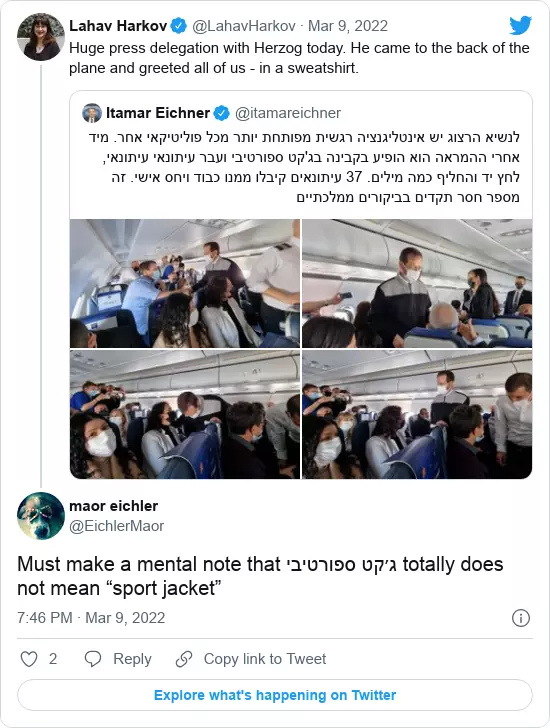 Lahav Harkov @LahavHarkov · Mar 9, 2022
Huge press delegation with Herzog today. He came to the back of the
plane and greeted all of us - in a sweatshirt.
Itamar Eichner @itamareichner
לנשיא הרצוג יש אינטליגנציה רגשית מפותחת יותר מכל פוליטיקאי אחר. מיד
אחרי ההמראה הוא הופיע בקבינה בג'קט ספורטיבי ועבר עיתונאי עיתונאי,
לחץ יד והחליף כמה מילים. 37 עיתונאים קיבלו ממנו כבוד ויחס אישי. זה
מספר חסר תקדים בביקורים ממלכתיים
maor eichler
@EichlerMaor
Must make a mental note that ג׳קט ספורטיבי totally does
not mean “sport jacket”
7:46 PM · Mar 9, 2022
2 Reply Copy link to Tweet
Explore what's happening on Twitter